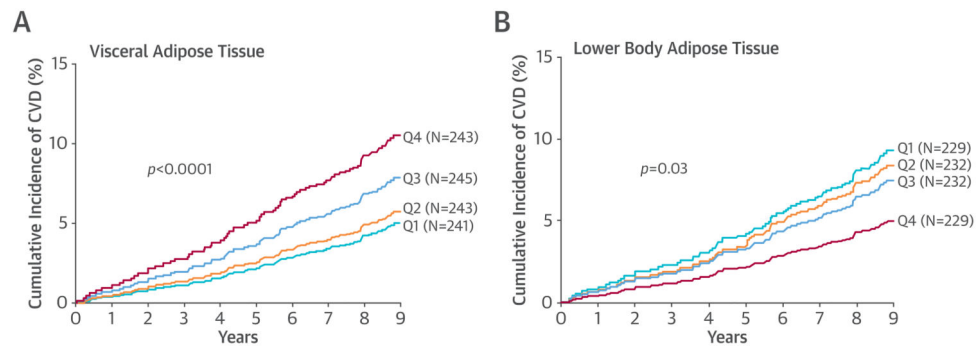 A
Visceral Adipose Tissue
Cumulative Incidence of CVD (%)
15
10
5
0
p<0.0001
Q4 (N=243)
Q3 (N=245)
Q2 (N=243)
Q1 (N=241)
0 1 2 3 4 5 6 7 8 9
Years
B
Lower Body Adipose Tissue
Cumulative Incidence of CVD (%)
15
10
5
0
p=0.03
Q1 (N=229)
Q2 (N=232)
Q3 (N=232)
Q4 (N=229)
0 1 2 3 4 5 6 7 8 9
Years